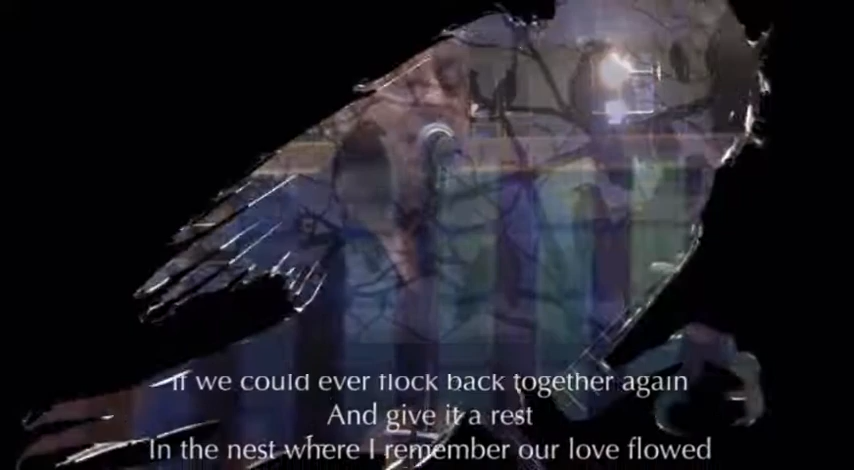 If we could ever flock back together again
And give it a rest
In the nest where I remember our love flowed